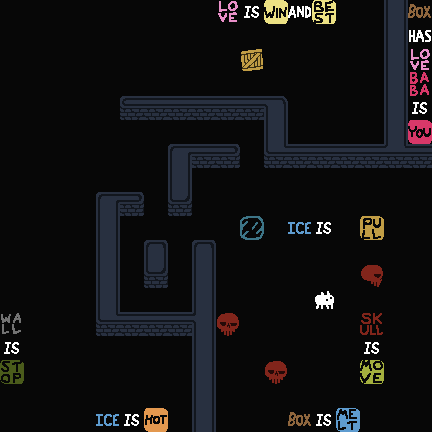 LOVE IS WIN AND BEST
BOX
HAS
LOVE
BABA
IS
YOU
ICE IS PULL
WALL
IS
STOP
SKULL
IS
MOVE
ICE IS HOT
BOX IS MELT